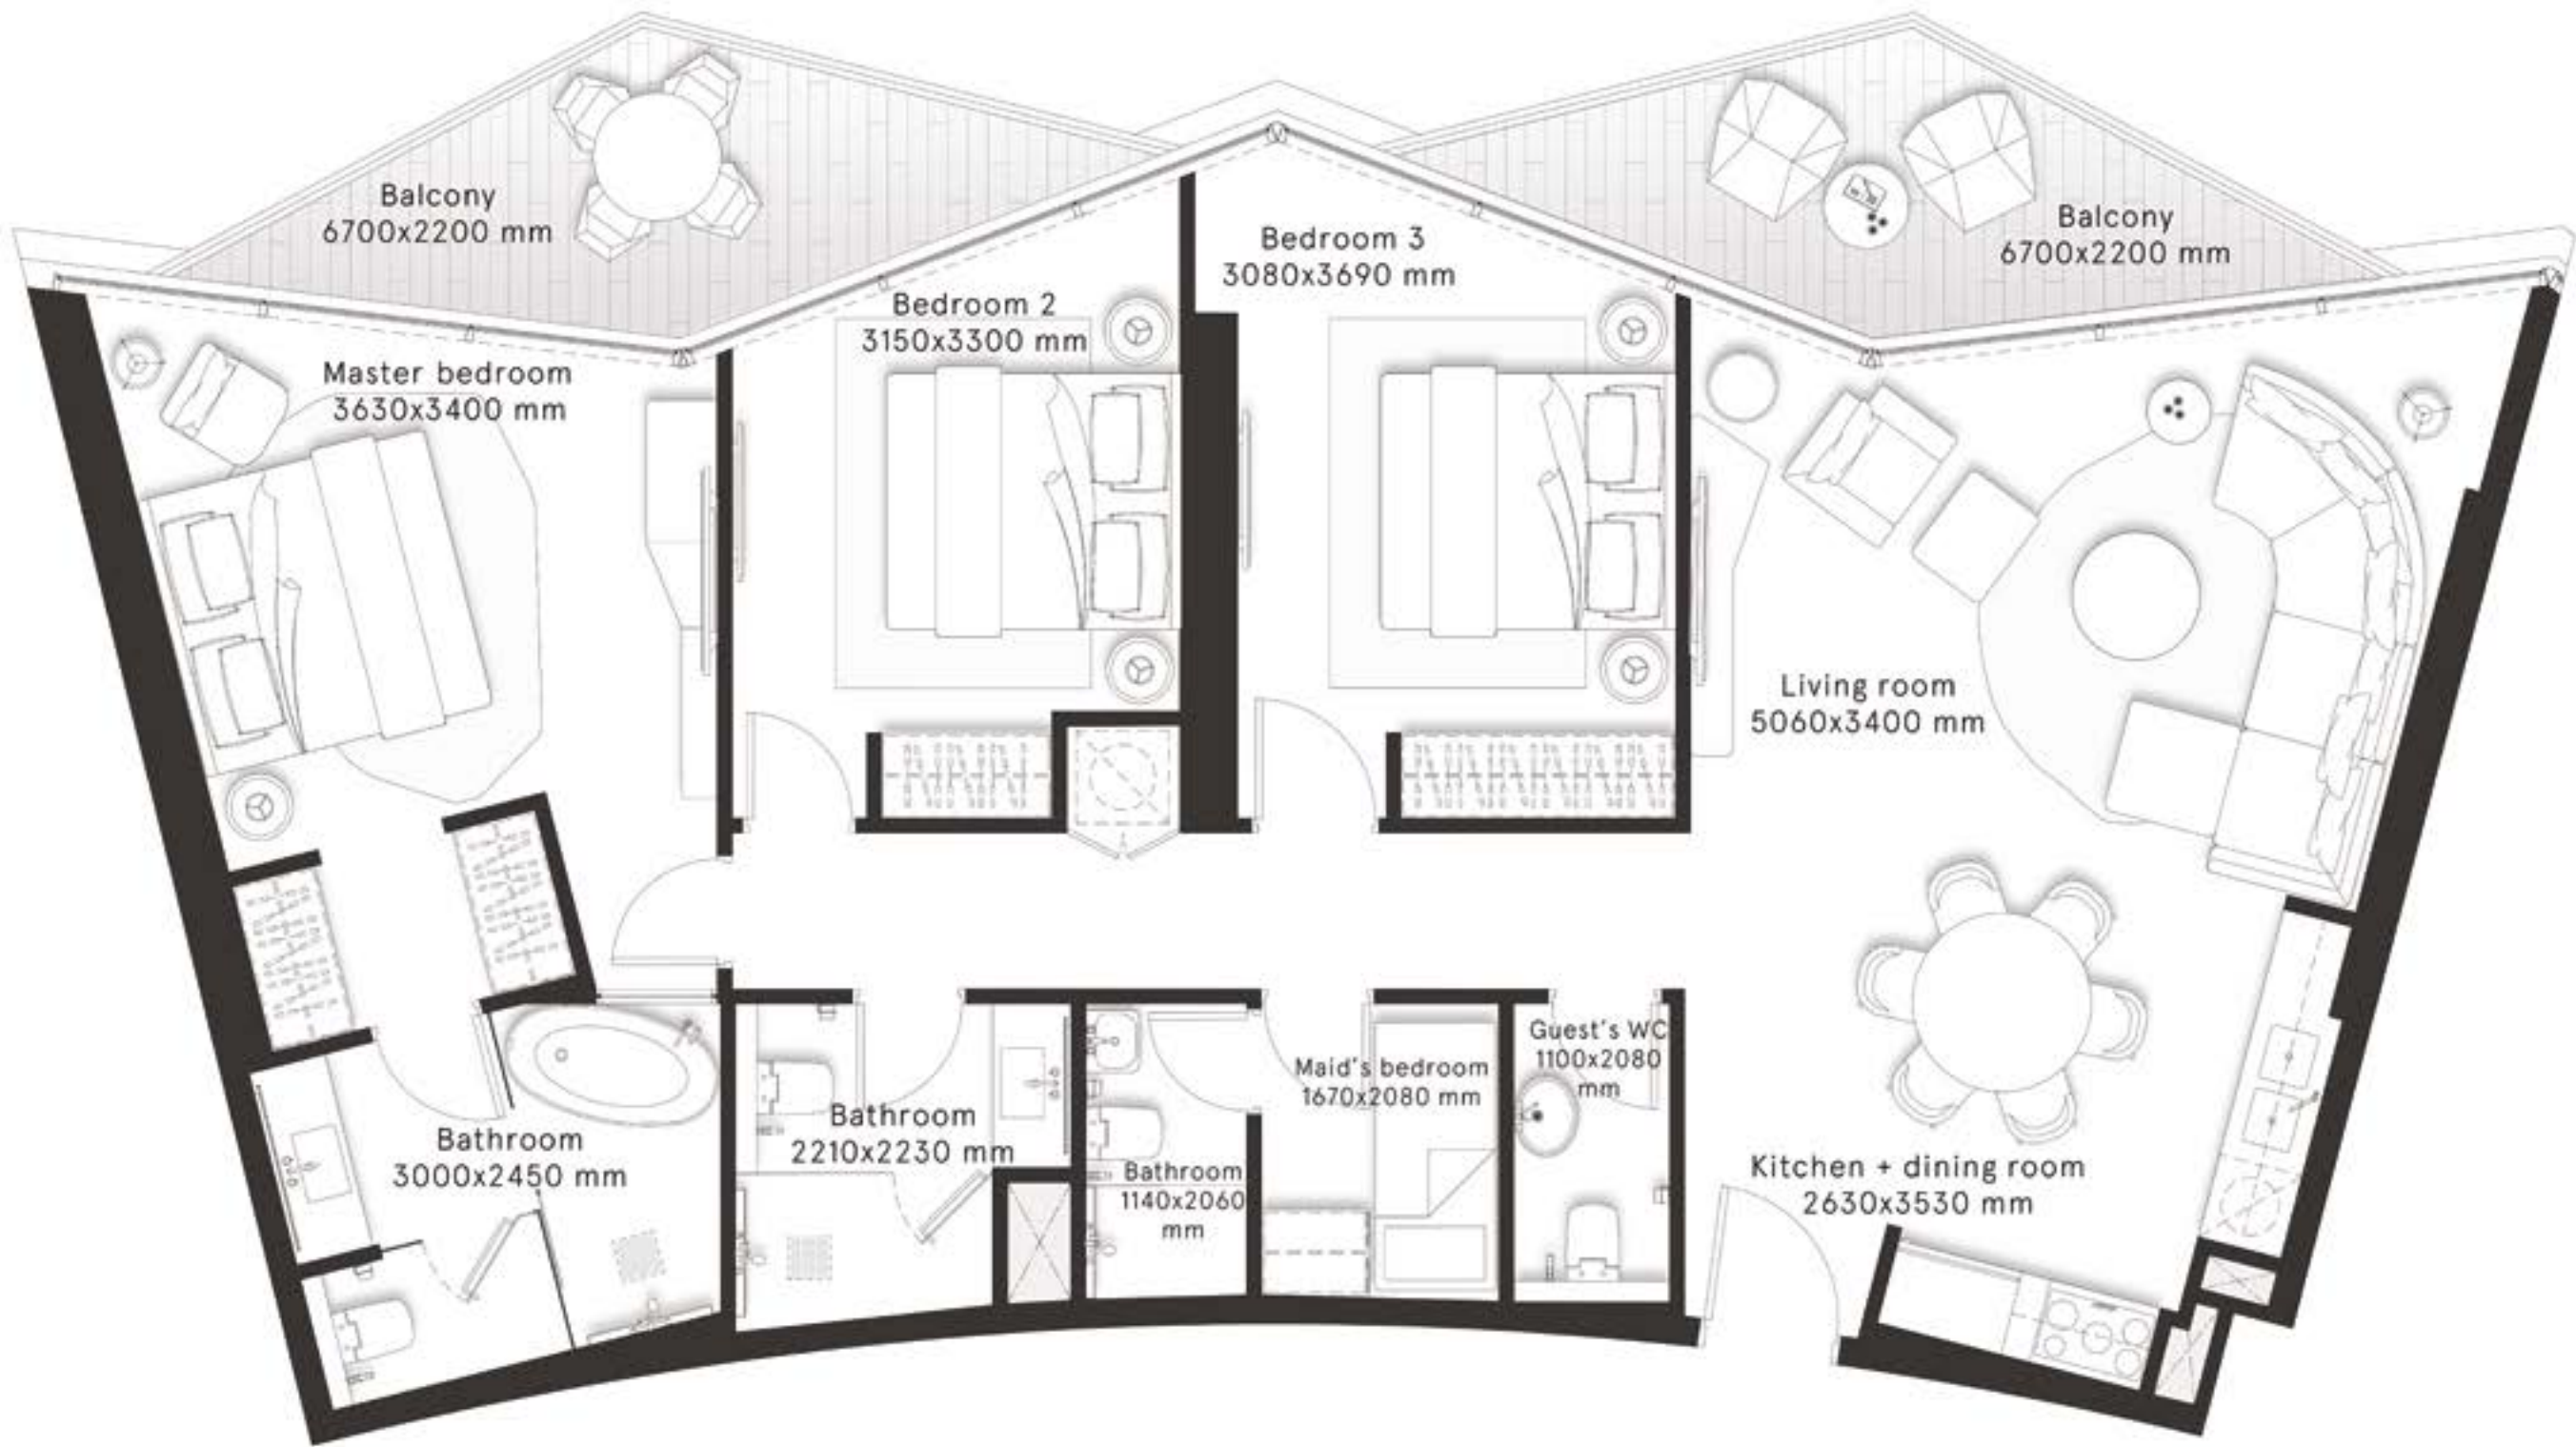 Balcony
6700x2200 mm
Balcony
6700x2200 mm
Bedroom 3
3080x3690 mm
Bedroom 2
3150x3300 mm
Master bedroom
3630x3400 mm
Living room
5060x3400 mm
Guest's WC
1100x2080
mm
Maid's bedroom
1670x2080 mm
Bathroom
2210x2230 mm
Bathroom
3000x2450 mm
Bathroom
1140x2060
mm
Kitchen + dining room
2630x3530 mm